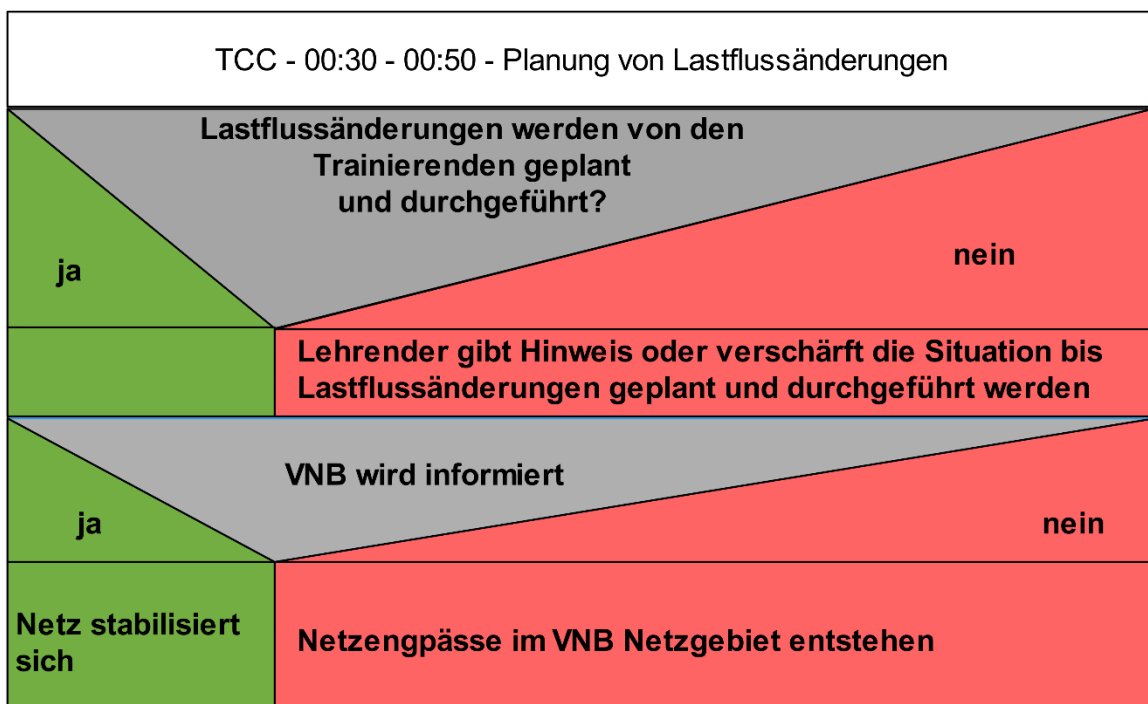 TCC - 00:30 - 00:50 - Planung von Lastflussänderungen
Lastflussänderungen werden von den
Trainierenden geplant
und durchgeführt?
ja
nein
Lehrender gibt Hinweis oder verschärft die Situation bis
Lastflussänderungen geplant und durchgeführt werden
VNB wird informiert
ja
nein
Netz stabilisiert
sich
Netzengpässe im VNB Netzgebiet entstehen